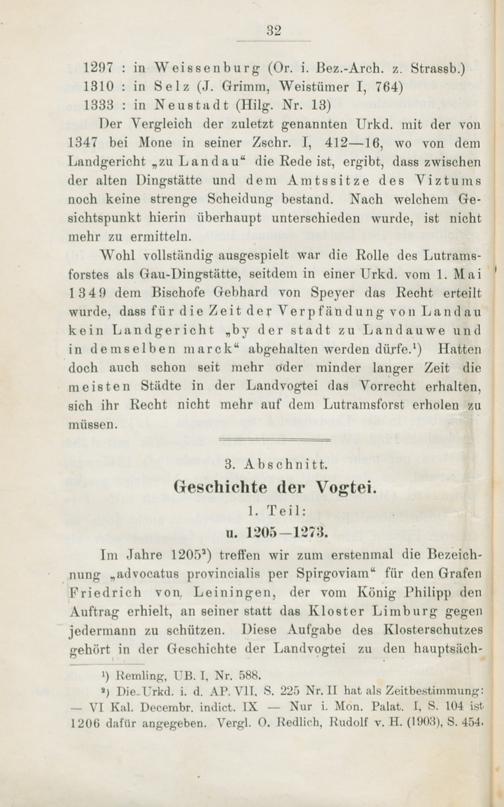 32
1297 : in Weissenburg (Or. i. Bez.-Arch. z. Strassb.)
1310 : in Selz (J. Grimm, Weistümer I, 764)
1333 : in Neustadt (Hilg. Nr. 13)
Der Vergleich der zuletzt genannten Urkd. mit der von
1347 bei Mone in seiner Zschr. I, 412—16, wo von dem
Landgericht „zu Landau“ die Rede ist, ergibt, dass zwischen
der alten Dingstätte und dem Amtssitze des Viztums
noch keine strenge Scheidung bestand. Nach welchem Ge-
sichtspunkt hierin überhaupt unterschieden wurde, ist nicht
mehr zu ermitteln.
Wohl vollständig ausgespielt war die Rolle des Lutrams-
forstes als Gau-Dingstätte, seitdem in einer Urkd. vom 1. Mai
1349 dem Bischofe Gebhard von Speyer das Recht erteilt
wurde, dass für die Zeit der Verpfändung von Landau
kein Landgericht „by der stadt zu Landauwe und
in demselben marck“ abgehalten werden dürfe.¹) Hatten
doch auch schon seit mehr oder minder langer Zeit die
meisten Städte in der Landvogtei das Vorrecht erhalten,
sich ihr Recht nicht mehr auf dem Lutramsforst erholen zu
müssen.
3. Abschnitt.
Geschichte der Vogtei.
1. Teil:
u. 1205—1273.
Im Jahre 1205²) treffen wir zum erstenmal die Bezeich-
nung „advocatus provincialis per Spirgoviam“ für den Grafen
Friedrich von Leiningen, der vom König Philipp den
Auftrag erhielt, an seiner statt das Kloster Limburg gegen
jedermann zu schützen. Diese Aufgabe des Klosterschutzes
gehört in der Geschichte der Landvogtei zu den hauptsäch-
¹) Remling, UB. I, Nr. 588.
²) Die Urkd. i. d. AP. VII, S. 225 Nr. II hat als Zeitbestimmung:
— VI Kal. Decembr. indict. IX — Nur i. Mon. Palat. I, S. 104 ist
1206 dafür angegeben. Vergl. O. Redlich, Rudolf v. H. (1903), S. 454.